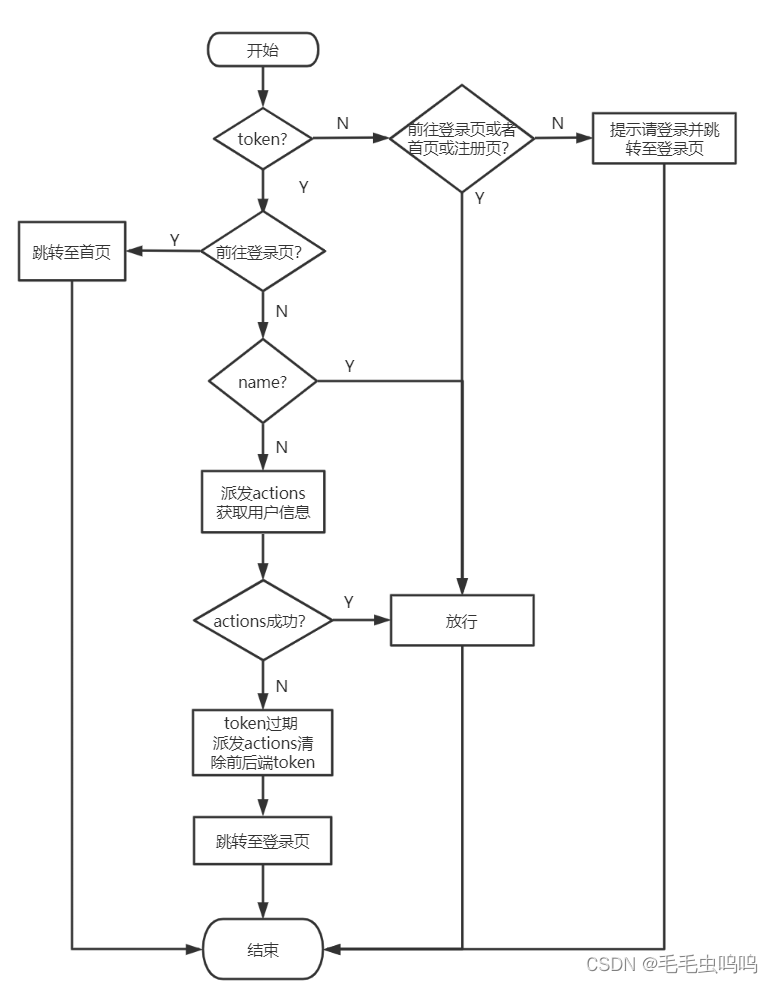 开始
token?
N
前往登录页或者
首页或注册页?
N
提示请登录并跳
转至登录页
Y
Y
跳转至首页
Y
前往登录页?
N
name?
Y
N
派发actions
获取用户信息
actions成功?
Y
放行
N
token过期
派发actions清
除前后端token
跳转至登录页
结束
CSDN @毛毛虫呜呜